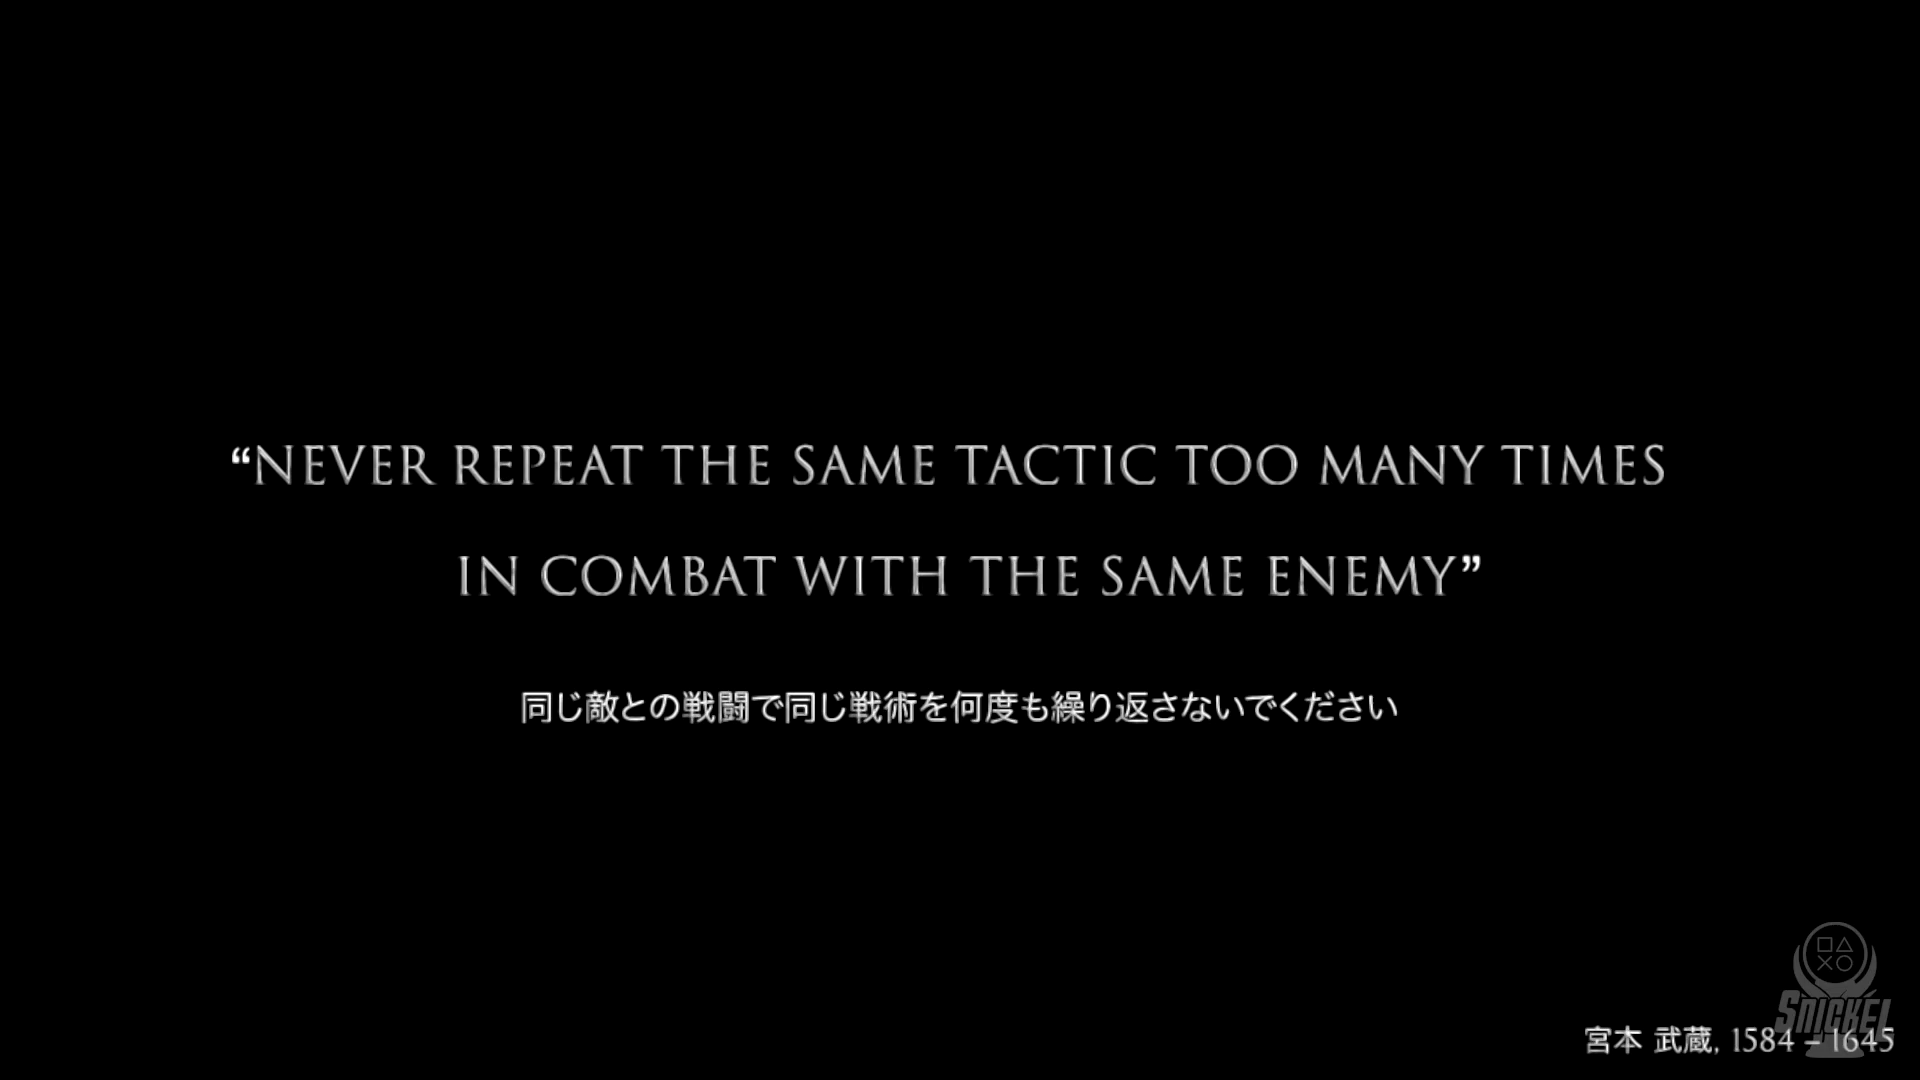 “NEVER REPEAT THE SAME TACTIC TOO MANY TIMES
IN COMBAT WITH THE SAME ENEMY”
同じ敵との戦闘で同じ戦術を何度も繰り返さないでください
SNICKEL
宮本 武蔵, 1584 – 1645